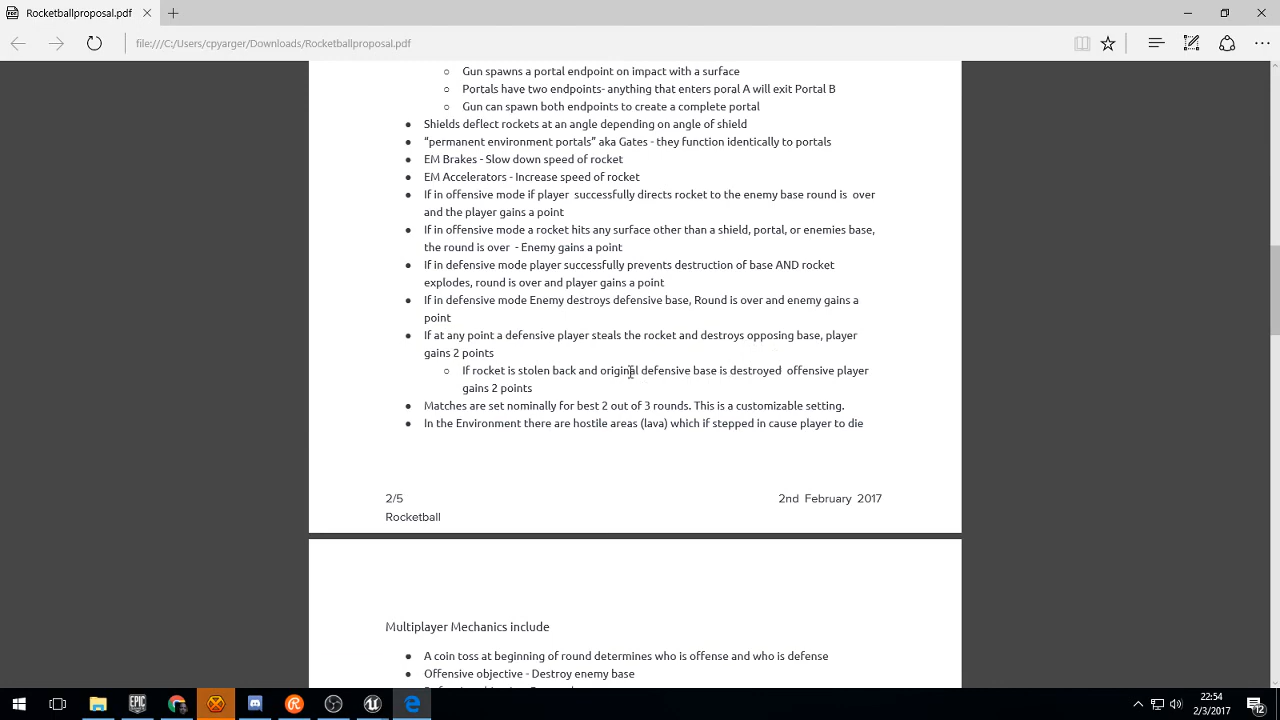 Rocketballproposal.pdf
file:///C:/Users/cpyarger/Downloads/Rocketballproposal.pdf
○ Gun spawns a portal endpoint on impact with a surface
○ Portals have two endpoints- anything that enters poral A will exit Portal B
○ Gun can spawn both endpoints to create a complete portal
● Shields deflect rockets at an angle depending on angle of shield
● “permanent environment portals” aka Gates - they function identically to portals
● EM Brakes - Slow down speed of rocket
● EM Accelerators - Increase speed of rocket
● If in offensive mode if player successfully directs rocket to the enemy base round is over
and the player gains a point
● If in offensive mode a rocket hits any surface other than a shield, portal, or enemies base,
the round is over - Enemy gains a point
● If in defensive mode player successfully prevents destruction of base AND rocket
explodes, round is over and player gains a point
● If in defensive mode Enemy destroys defensive base, Round is over and enemy gains a
point
● If at any point a defensive player steals the rocket and destroys opposing base, player
gains 2 points
○ If rocket is stolen back and original defensive base is destroyed offensive player
gains 2 points
● Matches are set nominally for best 2 out of 3 rounds. This is a customizable setting.
● In the Environment there are hostile areas (lava) which if stepped in cause player to die
2/5 2nd February 2017
Rocketball
Multiplayer Mechanics include
● A coin toss at beginning of round determines who is offense and who is defense
● Offensive objective - Destroy enemy base
EPIC
22:54
2/3/2017